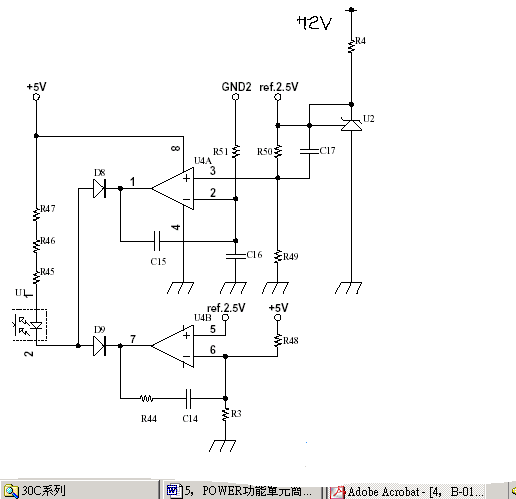 12V
R4
+5V
GND2
ref.2.5V
U2
R51
R50
C17
8
U4A
D8
1
+
3
-
2
R47
4
R46
C15
C16
R49
R45
U1
1
ref.2.5V
+5V
D9
U4B
7
+
5
R48
2
-
6
R44
C14
R3
30C系列
5，POWER功能單元簡...
Adobe Acrobat - [4，B-01...